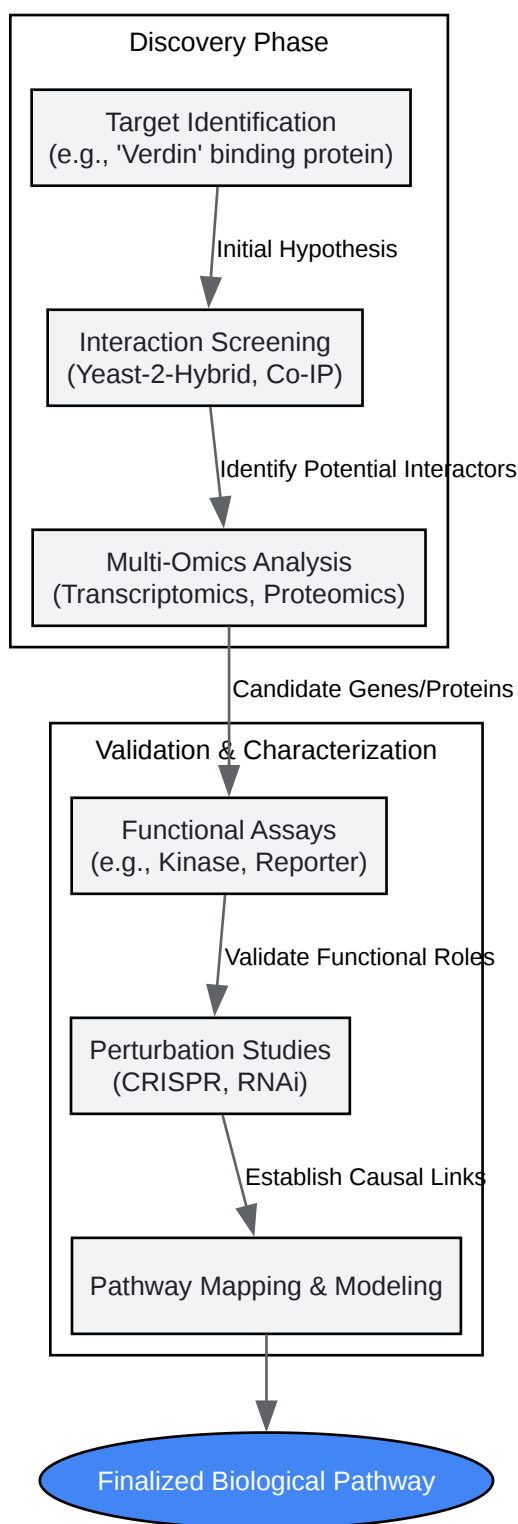 Discovery Phase
Target Identification
(e.g., 'Verdin' binding protein)
Initial Hypothesis
Interaction Screening
(Yeast-2-Hybrid, Co-IP)
Identify Potential Interactors
Multi-Omics Analysis
(Transcriptomics, Proteomics)
Candidate Genes/Proteins
Validation & Characterization
Functional Assays
(e.g., Kinase, Reporter)
Validate Functional Roles
Perturbation Studies
(CRISPR, RNAi)
Establish Causal Links
Pathway Mapping & Modeling
Finalized Biological Pathway